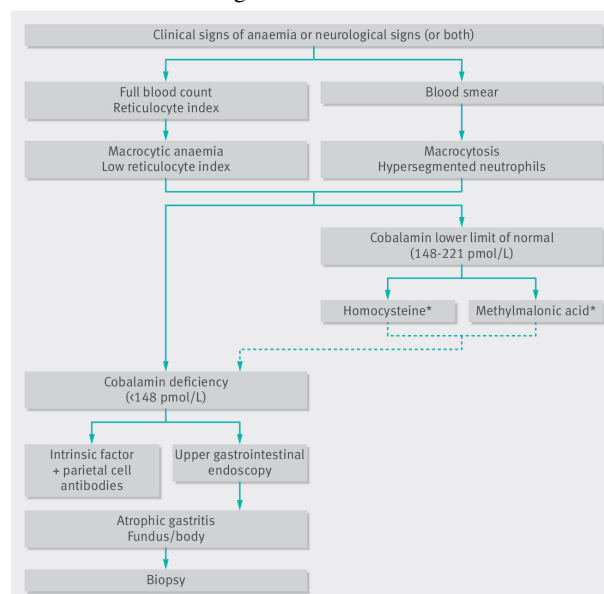 Clinical signs of anaemia or neurological signs (or both)
Full blood count
Reticulocyte index
Blood smear
Macrocytic anaemia
Low reticulocyte index
Macrocytosis
Hypersegmented neutrophils
Cobalamin lower limit of normal
(148-221 pmol/L)
Homocysteine*
Methylmalonic acid*
Cobalamin deficiency
(<148 pmol/L)
Intrinsic factor
+ parietal cell
antibodies
Upper gastrointestinal
endoscopy
Atrophic gastritis
Fundus/body
Biopsy